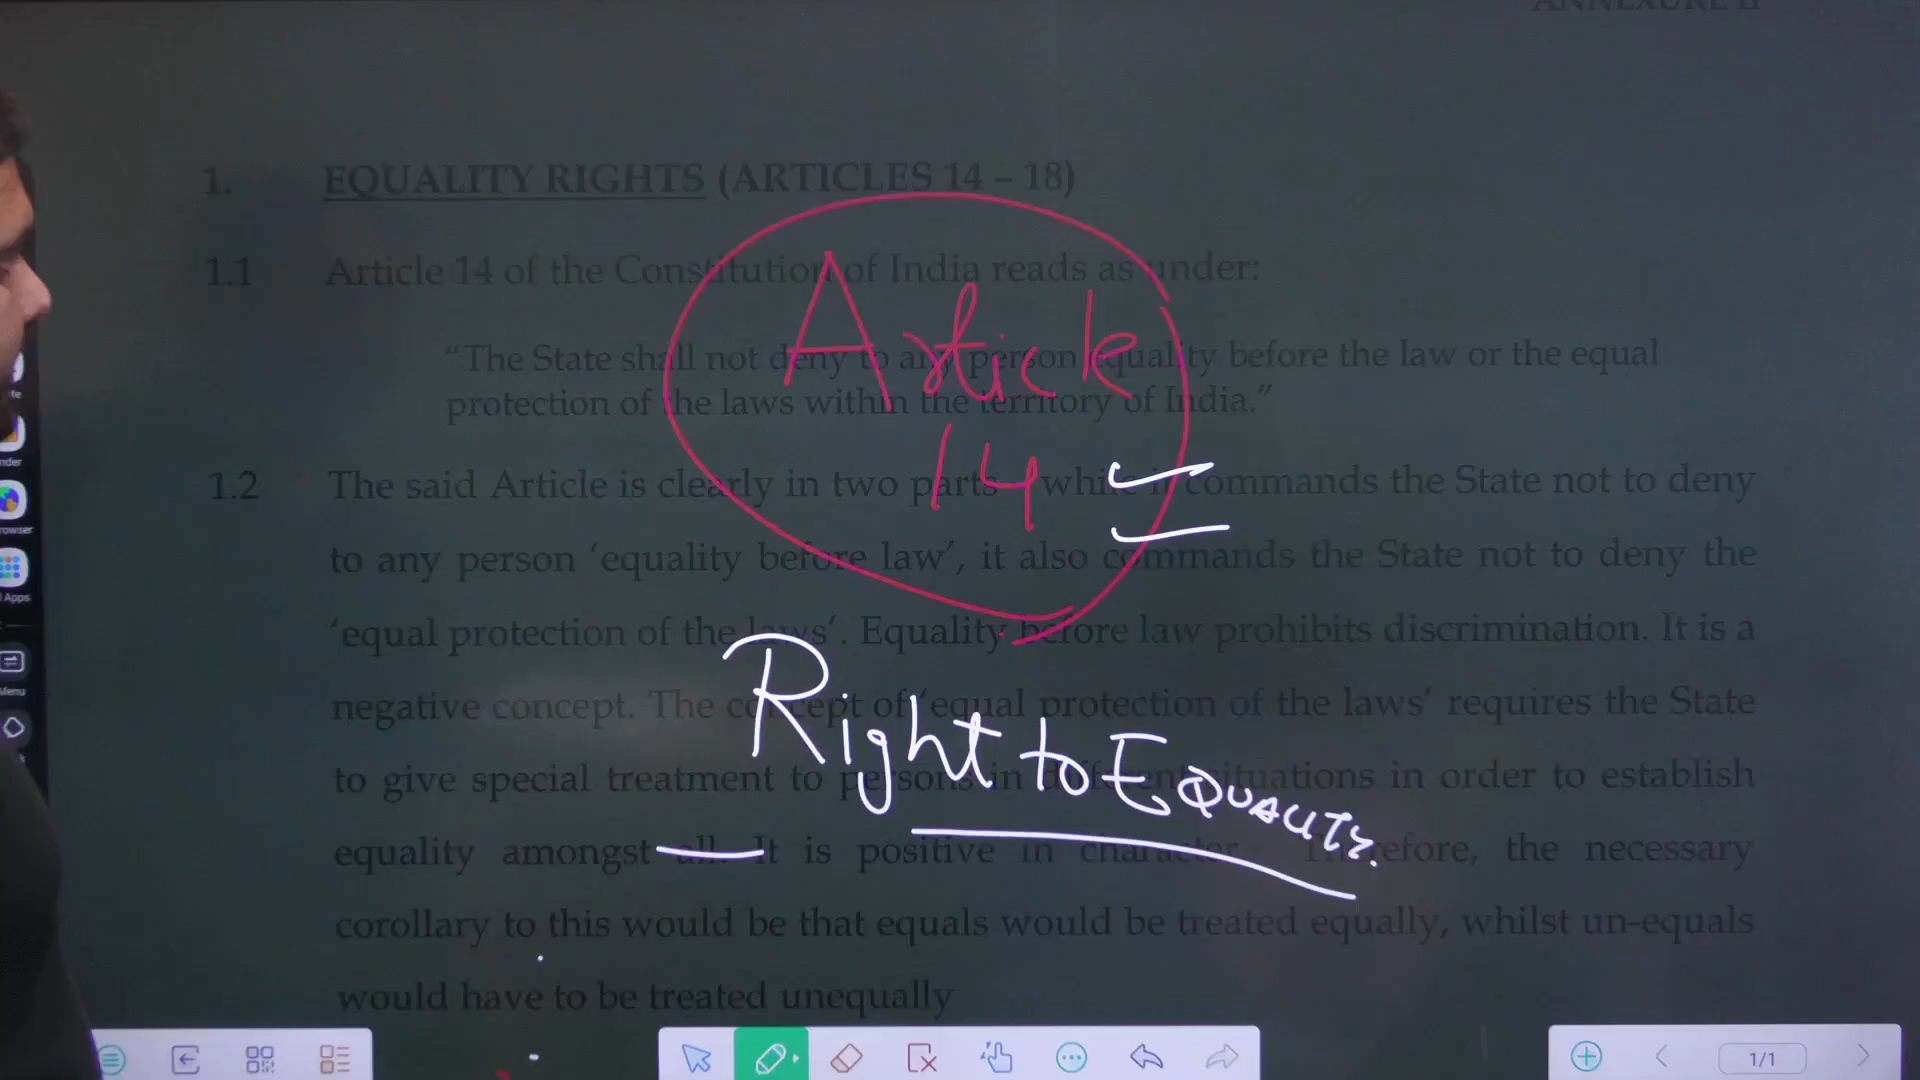 ANNEXURE II
1. EQUALITY RIGHTS (ARTICLES 14 – 18)
1.1 Article 14 of the Constitution of India reads as under:
“The State shall not deny to any person equality before the law or the equal
protection of the laws within the territory of India.”
Article
14
1.2 The said Article is clearly in two parts – while it commands the State not to deny
to any person ‘equality before law’, it also commands the State not to deny the
‘equal protection of the laws’. Equality before law prohibits discrimination. It is a
negative concept. The concept of ‘equal protection of the laws’ requires the State
to give special treatment to persons in different situations in order to establish
equality amongst all. It is positive in character. Therefore, the necessary
corollary to this would be that equals would be treated equally, whilst un-equals
would have to be treated unequally
Right to EQUALITY.
Apps
Menu
1/1